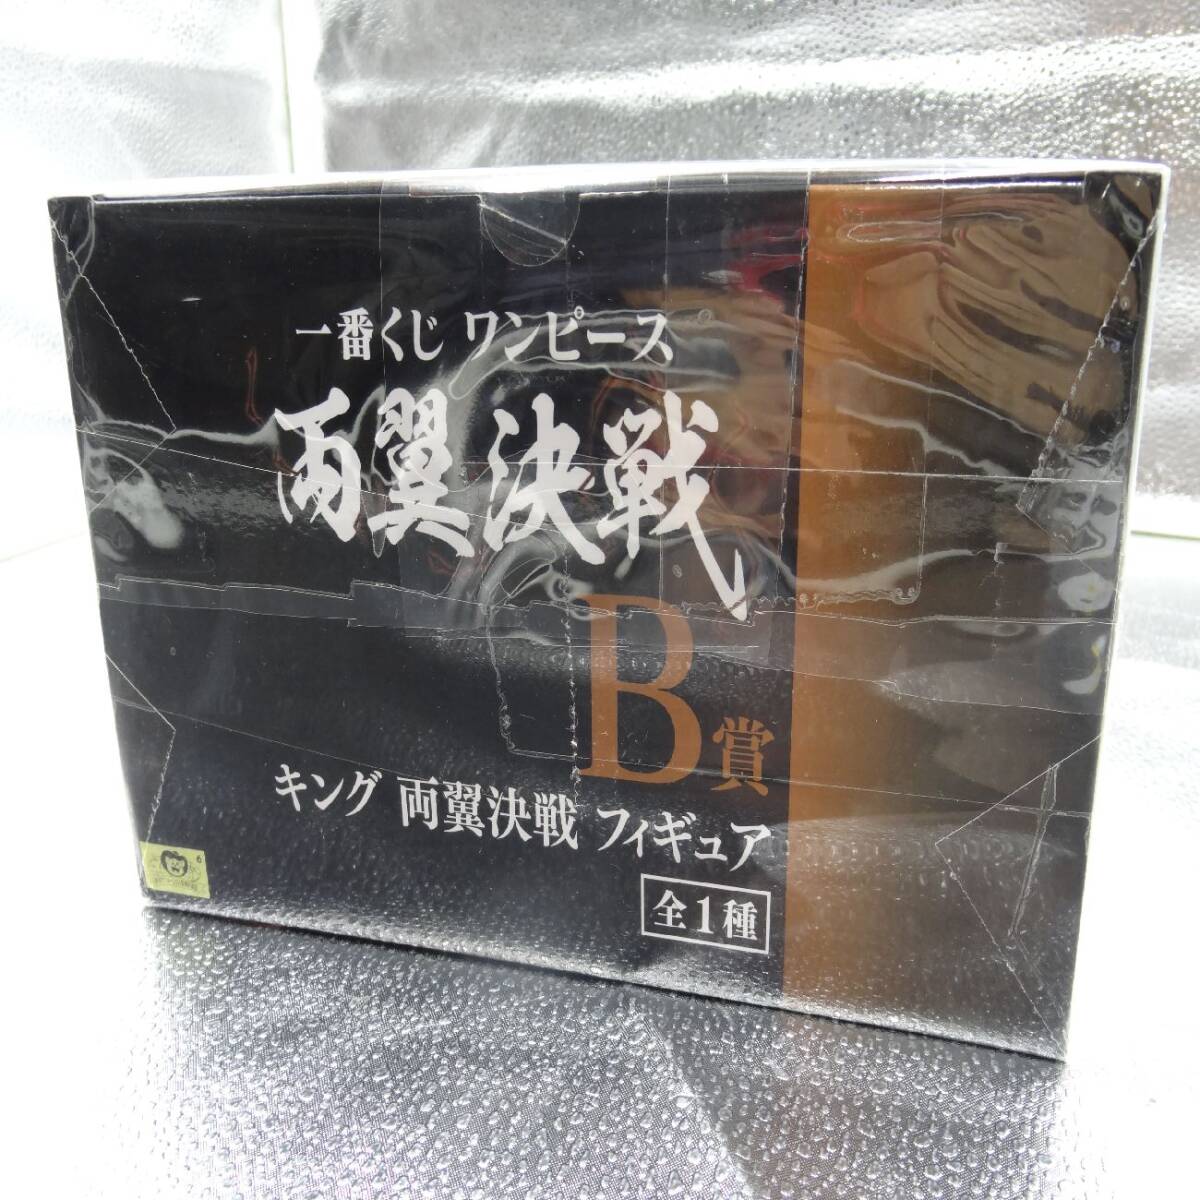 一番くじ ワンピース
両翼決戦
B賞
キング 両翼決戦 フィギュア
全1種